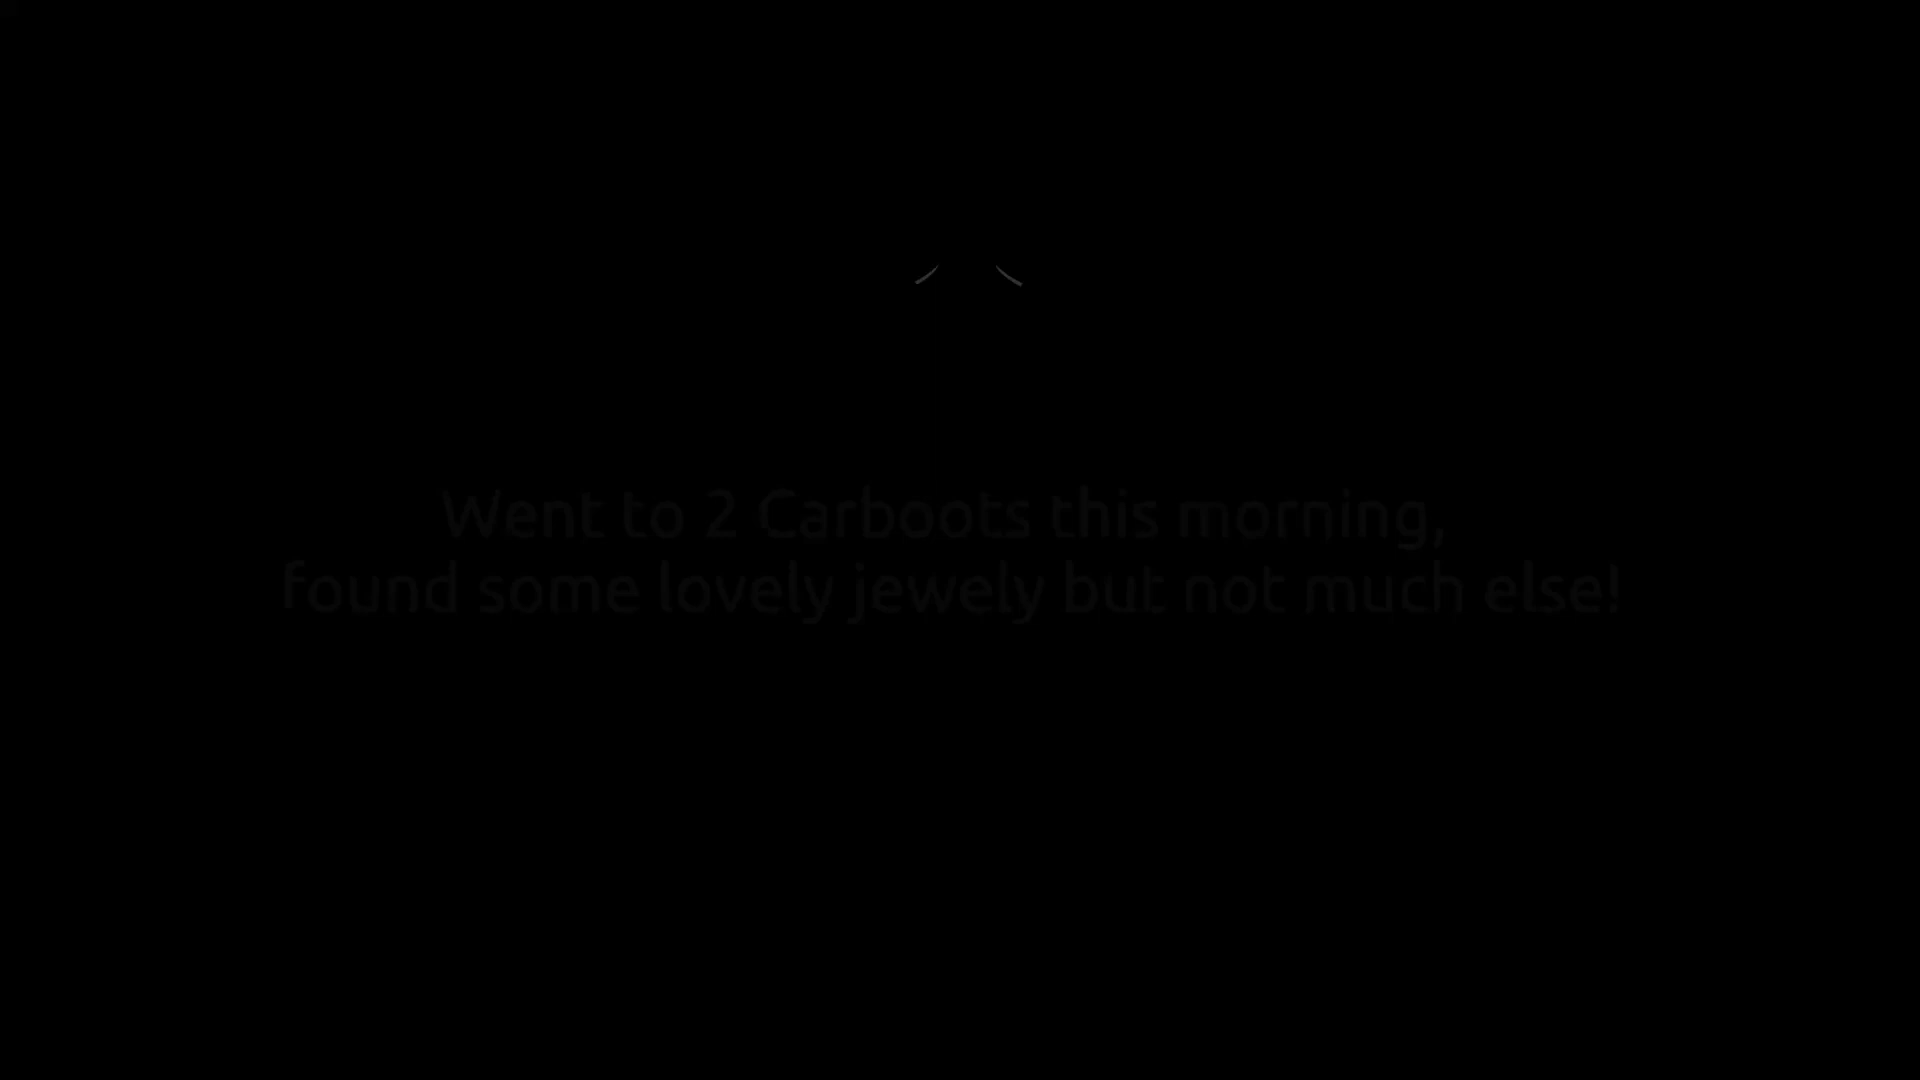 Went to 2 Carboots this morning,
found some lovely jewely but not much else!